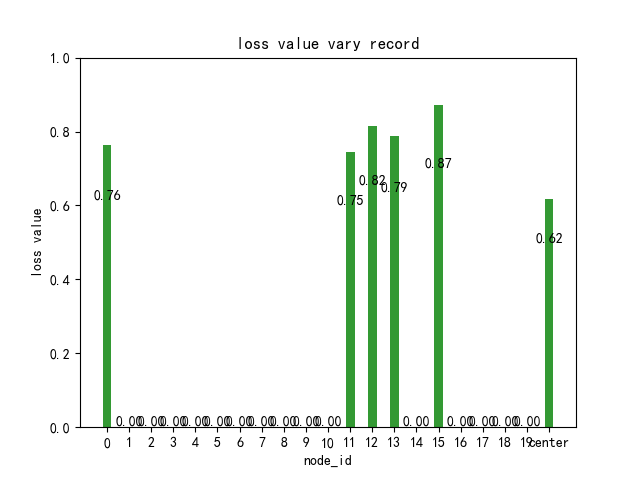 loss value vary record
1.0
0.8
0.6
0.4
0.2
0.0
loss value
0.76 0.00 0.00 0.00 0.00 0.00 0.00 0.00 0.00 0.00 0.00 0.75 0.82 0.79 0.00 0.87 0.00 0.00 0.00 0.00 0.62
0 1 2 3 4 5 6 7 8 9 10 11 12 13 14 15 16 17 18 19 center
node_id